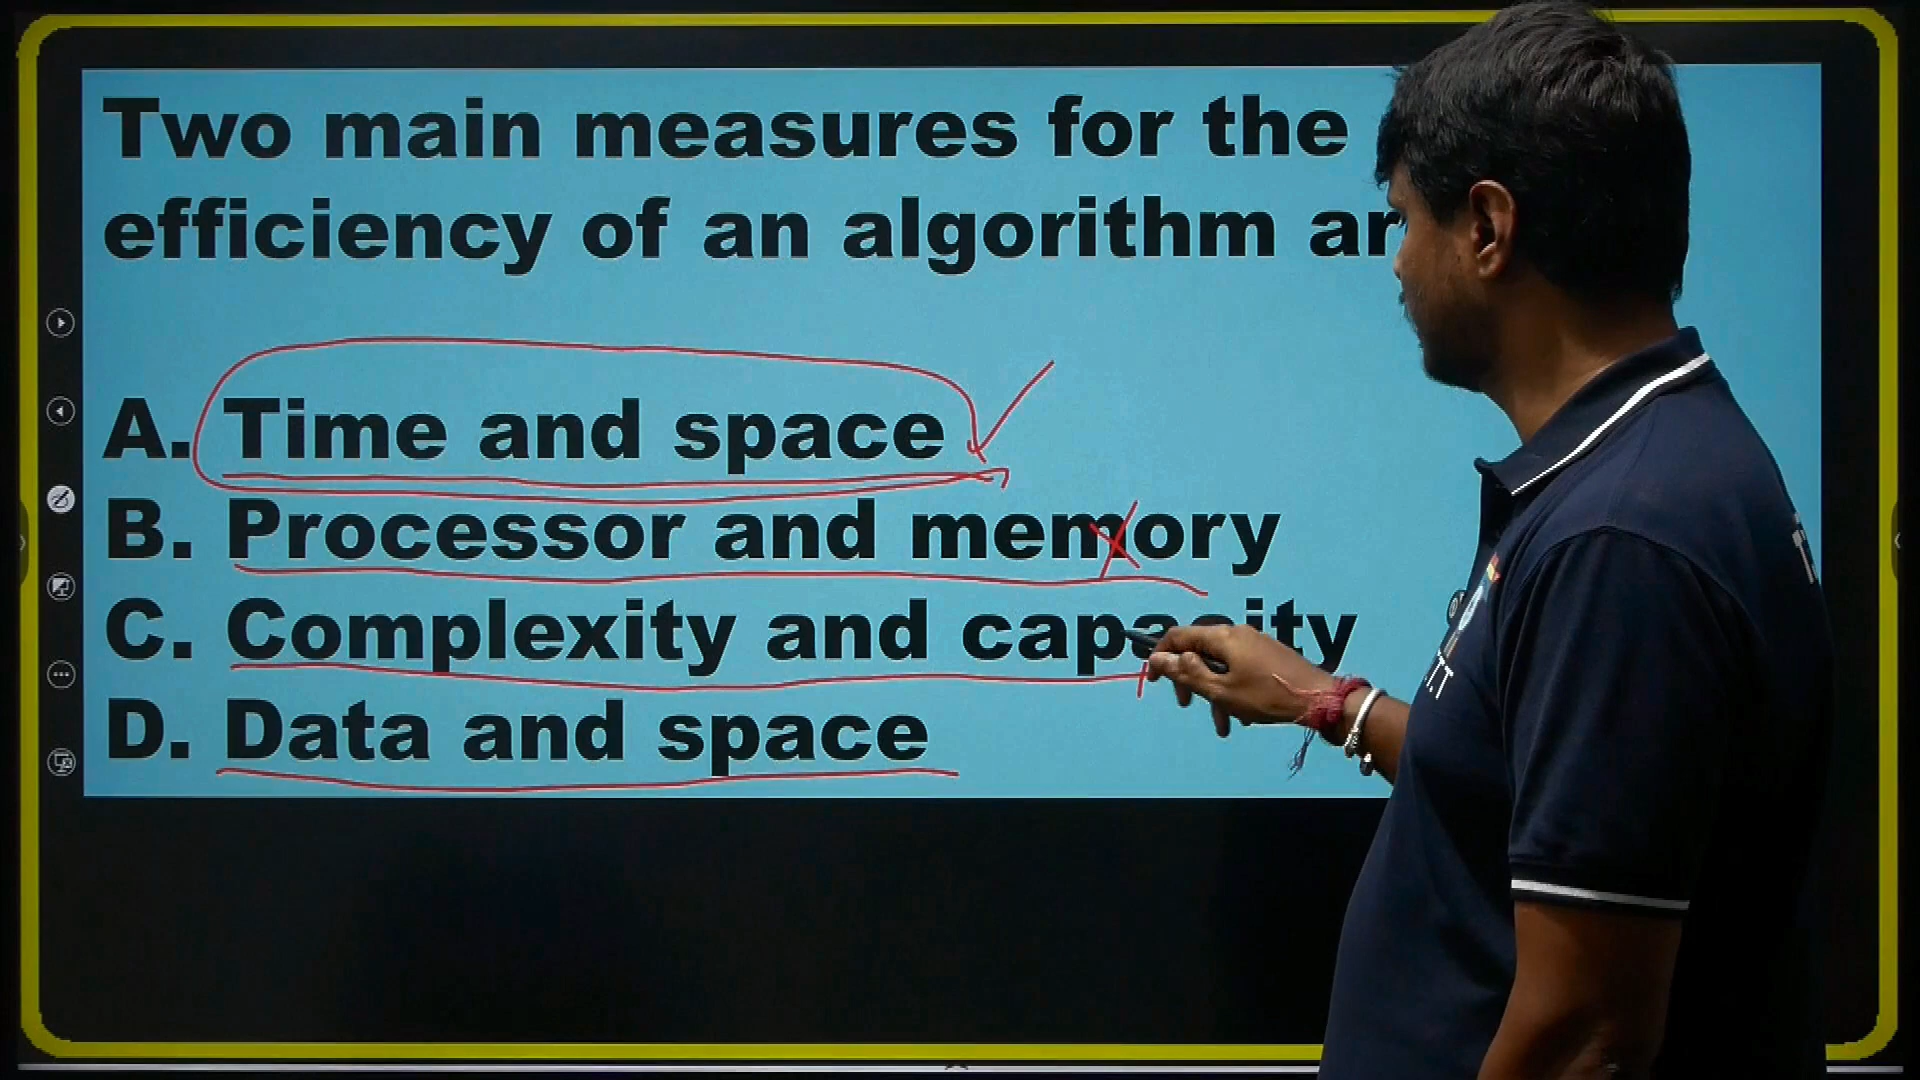 Two main measures for the
efficiency of an algorithm ar
A. Time and space
B. Processor and memory
C. Complexity and capacity
D. Data and space